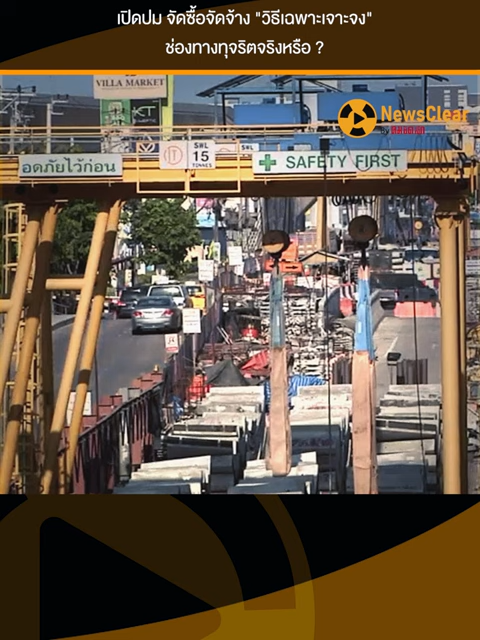 เปิดปม จัดซื้อจัดจ้าง "วิธีเฉพาะเจาะจง"
ช่องทางทุจริตจริงหรือ ?
VILLA MARKET
NewsClear
SWL
15
TONNES
SWL
อดภัยไว้ก่อน
SAFETY FIRST